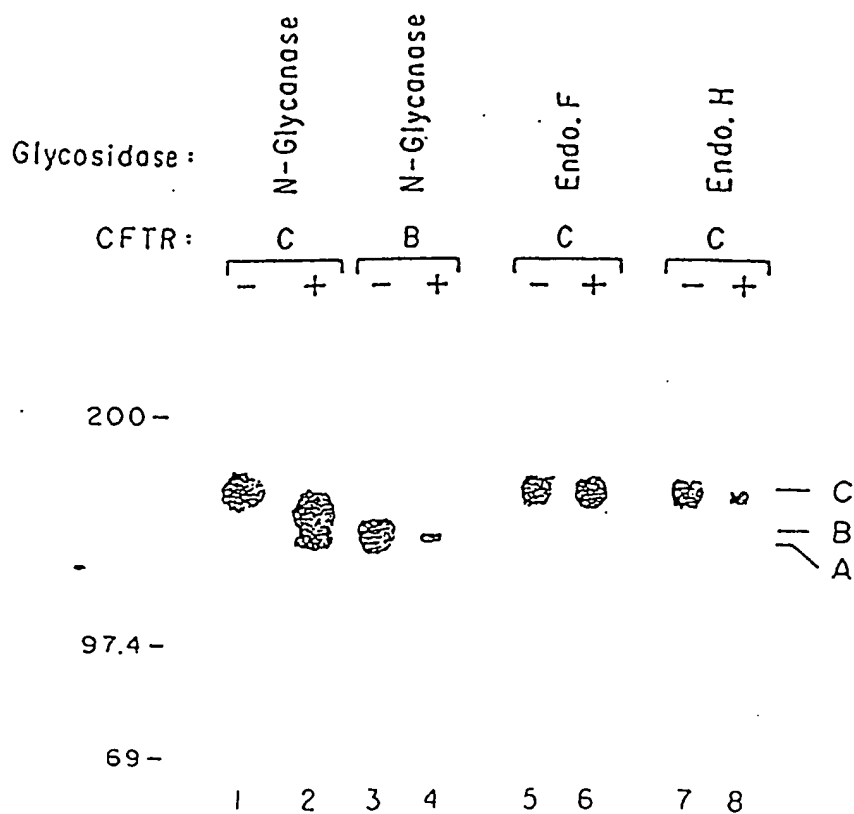 N-Glycanase N-Glycanase Endo. F Endo. H
Glycosidase:
CFTR: C B C C
- + - + - + - +
200-
C
B
A
97.4-
69-
1 2 3 4 5 6 7 8